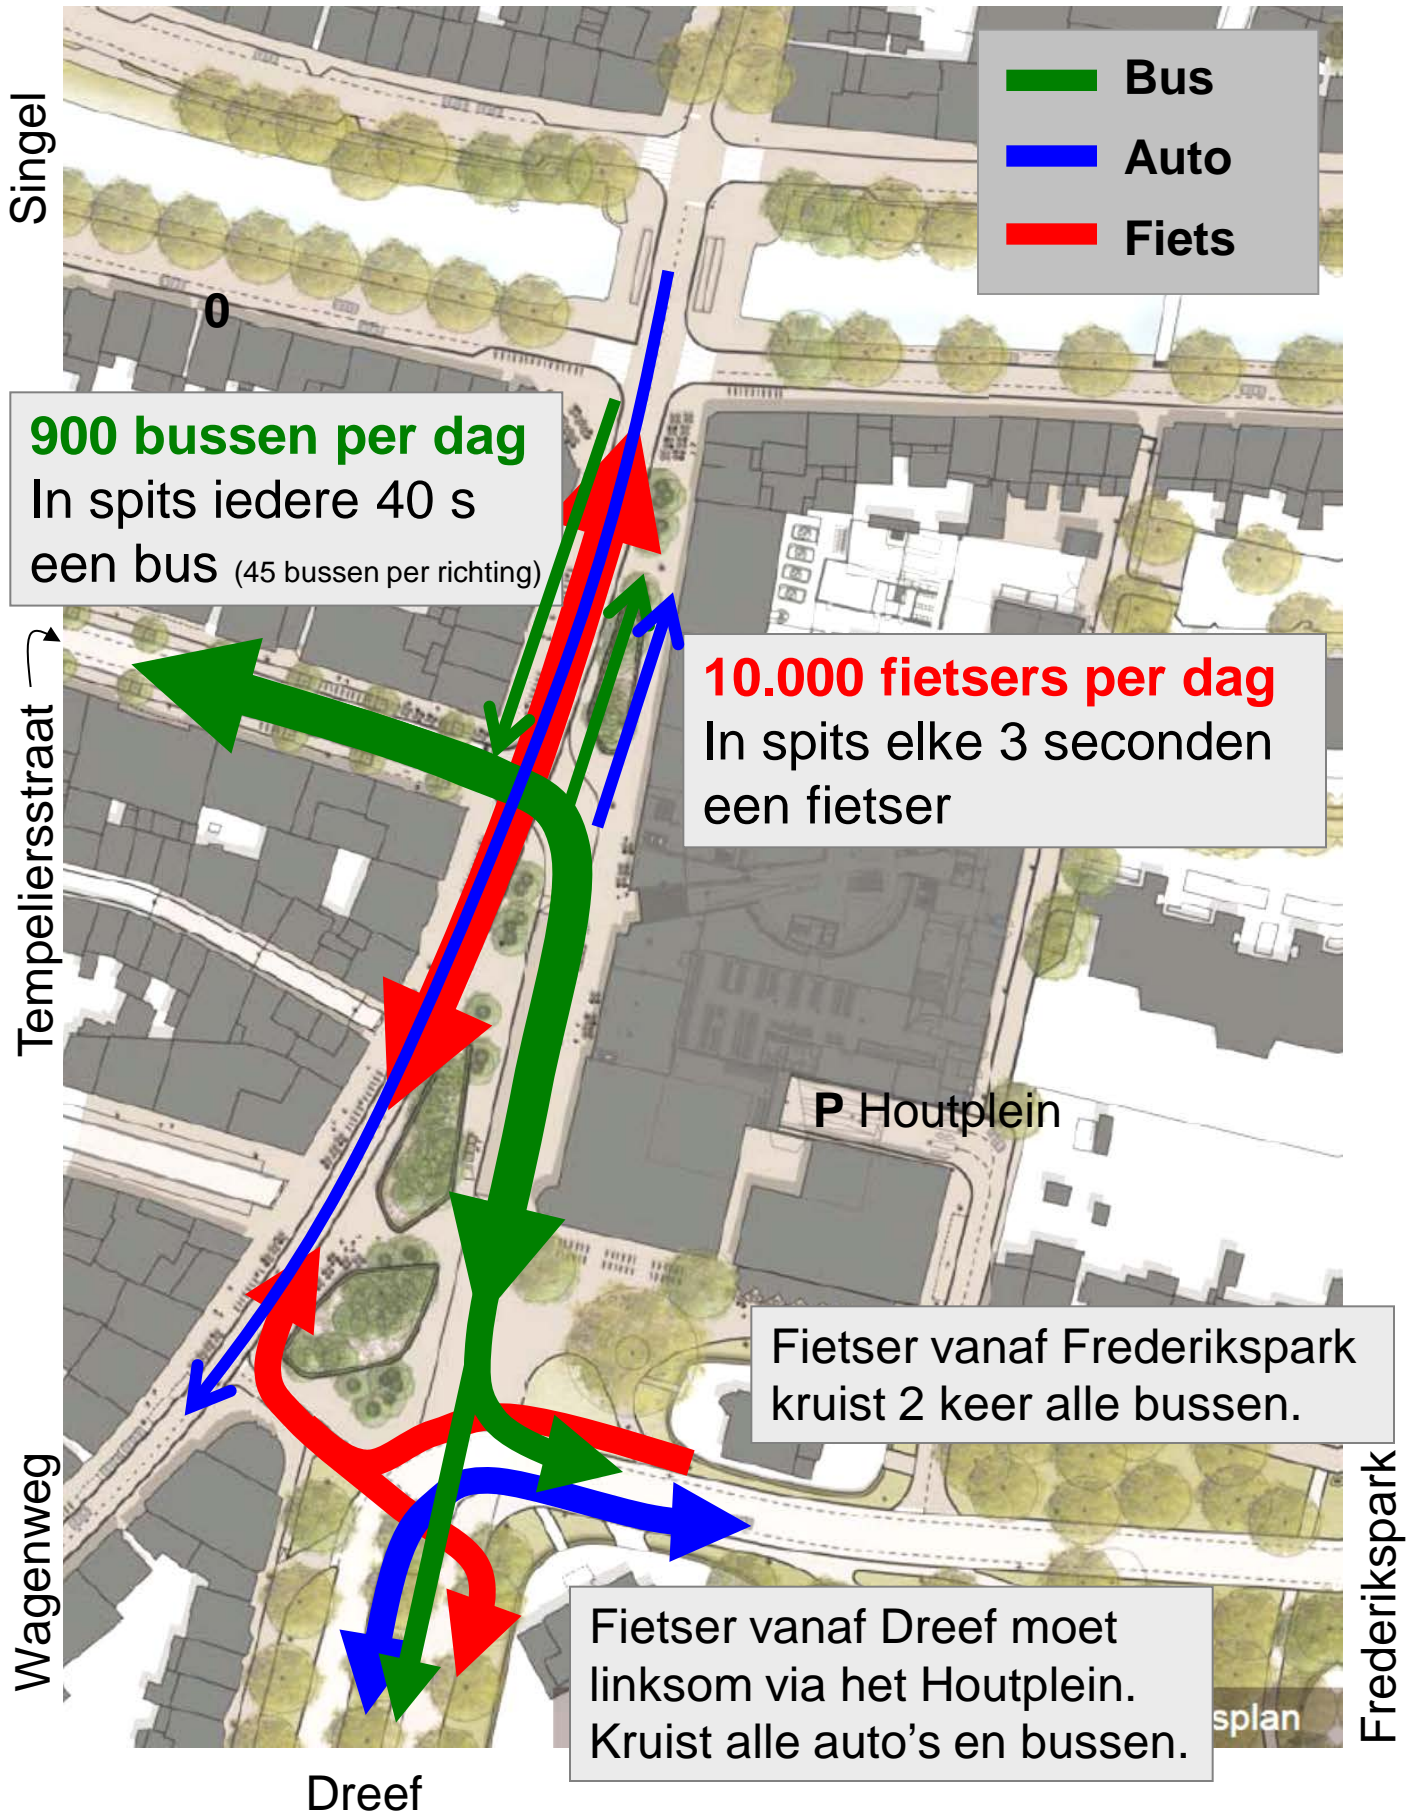 Singel
Bus
Auto
Fiets
0
900 bussen per dag
In spits iedere 40 s
een bus (45 bussen per richting)
10.000 fietsers per dag
In spits elke 3 seconden
een fietser
Tempeliersstraat
P Houtplein
Fietser vanaf Frederikspark
kruist 2 keer alle bussen.
Wagenweg
Frederikspark
Fietser vanaf Dreef moet
linksom via het Houtplein.
Kruist alle auto's en bussen.
splan
Dreef